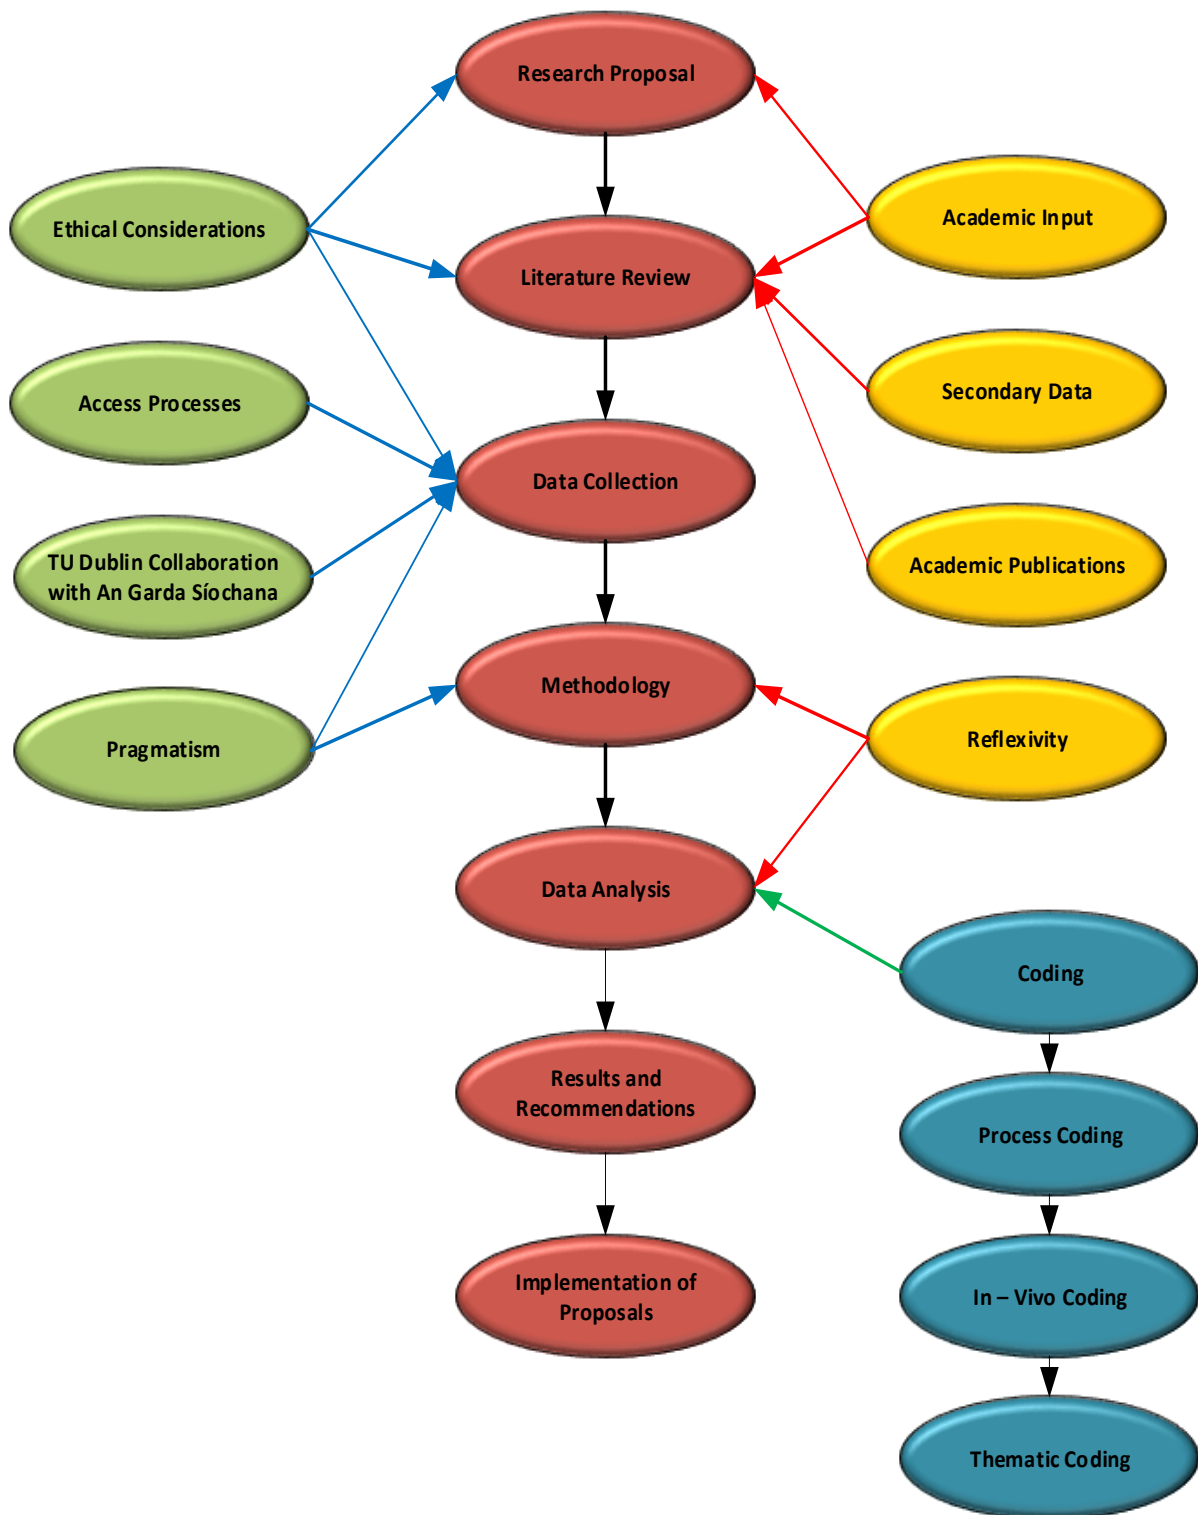 Research Proposal
Ethical Considerations
Academic Input
Literature Review
Access Processes
Secondary Data
Data Collection
TU Dublin Collaboration
with An Garda Síochana
Academic Publications
Methodology
Pragmatism
Reflexivity
Data Analysis
Coding
Results and
Recommendations
Process Coding
Implementation of
Proposals
In – Vivo Coding
Thematic Coding